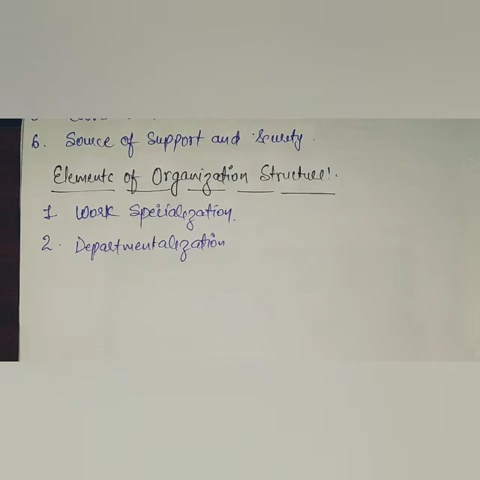 6. Source of Support and Security.
Elements of Organization Structure:
1. Work Specialization.
2. Departmentalization